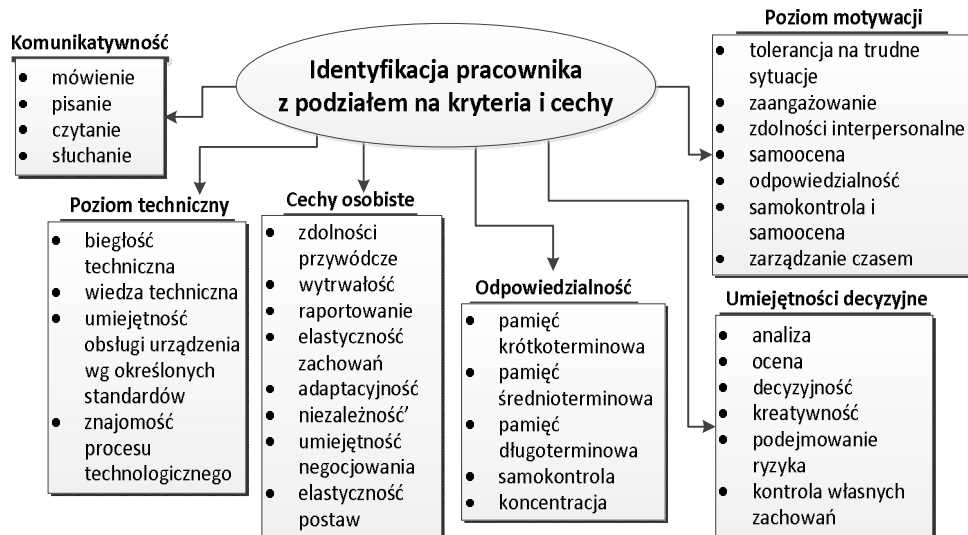 Identyfikacja pracownika
z podziałem na kryteria i cechy
Komunikatywność
• mówienie
• pisanie
• czytanie
• słuchanie
Poziom techniczny
• biegłość
techniczna
• wiedza techniczna
• umiejętność
obsługi urządzenia
wg określonych
standardów
• znajomość
procesu
technologicznego
Cechy osobiste
• zdolności
przywódcze
• wytrwałość
• raportowanie
• elastyczność
zachowań
• adaptacyjność
• niezależność’
• umiejętność
negocjowania
• elastyczność
postaw
Odpowiedzialność
• pamięć
krótkoterminowa
• pamięć
średnioterminowa
• pamięć
długoterminowa
• samokontrola
• koncentracja
Poziom motywacji
• tolerancja na trudne
sytuacje
• zaangażowanie
• zdolności interpersonalne
• samoocena
• odpowiedzialność
• samokontrola i
samoocena
• zarządzanie czasem
Umiejętności decyzyjne
• analiza
• ocena
• decyzyjność
• kreatywność
• podejmowanie
ryzyka
• kontrola własnych
zachowań